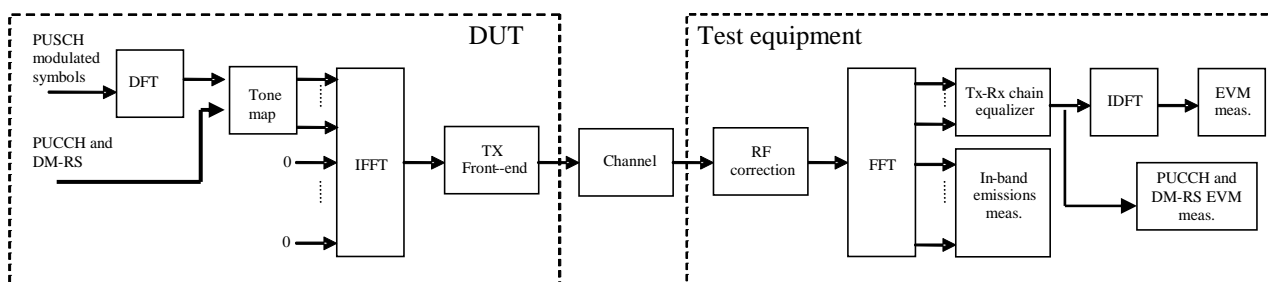 DUT
Test equipment
PUSCH
modulated
symbols
DFT
Tone
map
PUCCH and
DM-RS
0
0
IFFT
TX
Front--end
Channel
RF
correction
FFT
Tx-Rx chain
equalizer
IDFT
EVM
meas.
In-band
emissions
meas.
PUCCH and
DM-RS EVM
meas.